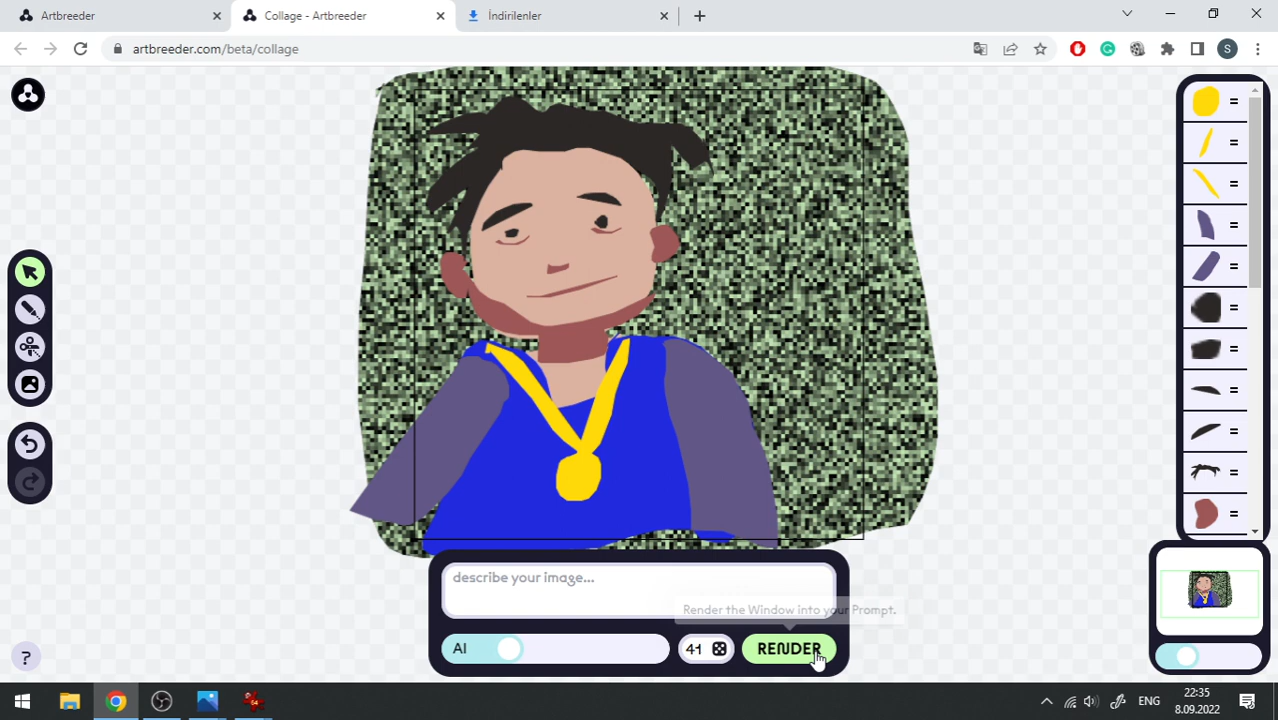 Artbreeder
Collage - Artbreeder
İndirilenler
artbreeder.com/beta/collage
S
describe your image...
Render the Window into your Prompt.
AI
41
RENDER
?
64
ENG
22:35
8.09.2022